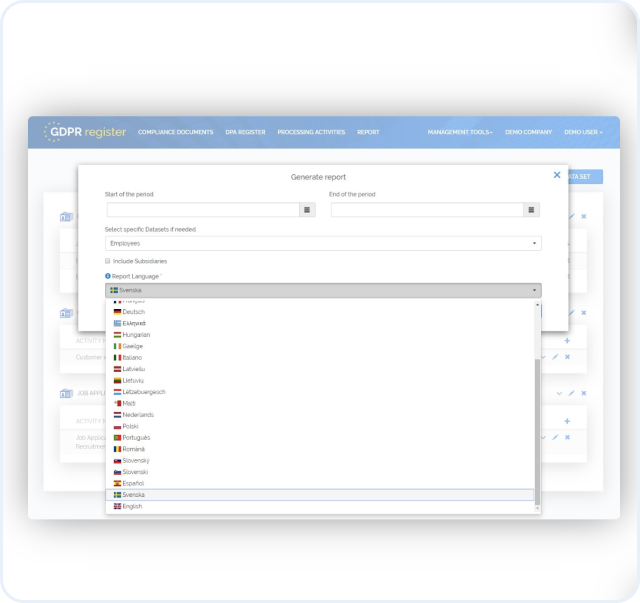 GDPR register
COMPLIANCE DOCUMENTS
DPA REGISTER
PROCESSING ACTIVITIES
REPORT
MANAGEMENT TOOLS
DEMO COMPANY
DEMO USER
ATA SET
Generate report
Start of the period
End of the period
Select specific Datasets if needed
Employees
Include Subsidiaries
Report Language *
Svenska
Français
Deutsch
Ελληνικά
Hungarian
Gaeilge
Italiano
Latviešu
Lietuvių
Lëtzebuergesch
Malti
Nederlands
Polski
Português
Română
Slovenský
Slovenski
Español
Svenska
English
ACTIVITY
Customer
JOB APPL
ACTIVITY
Job Applic
Recruitmen